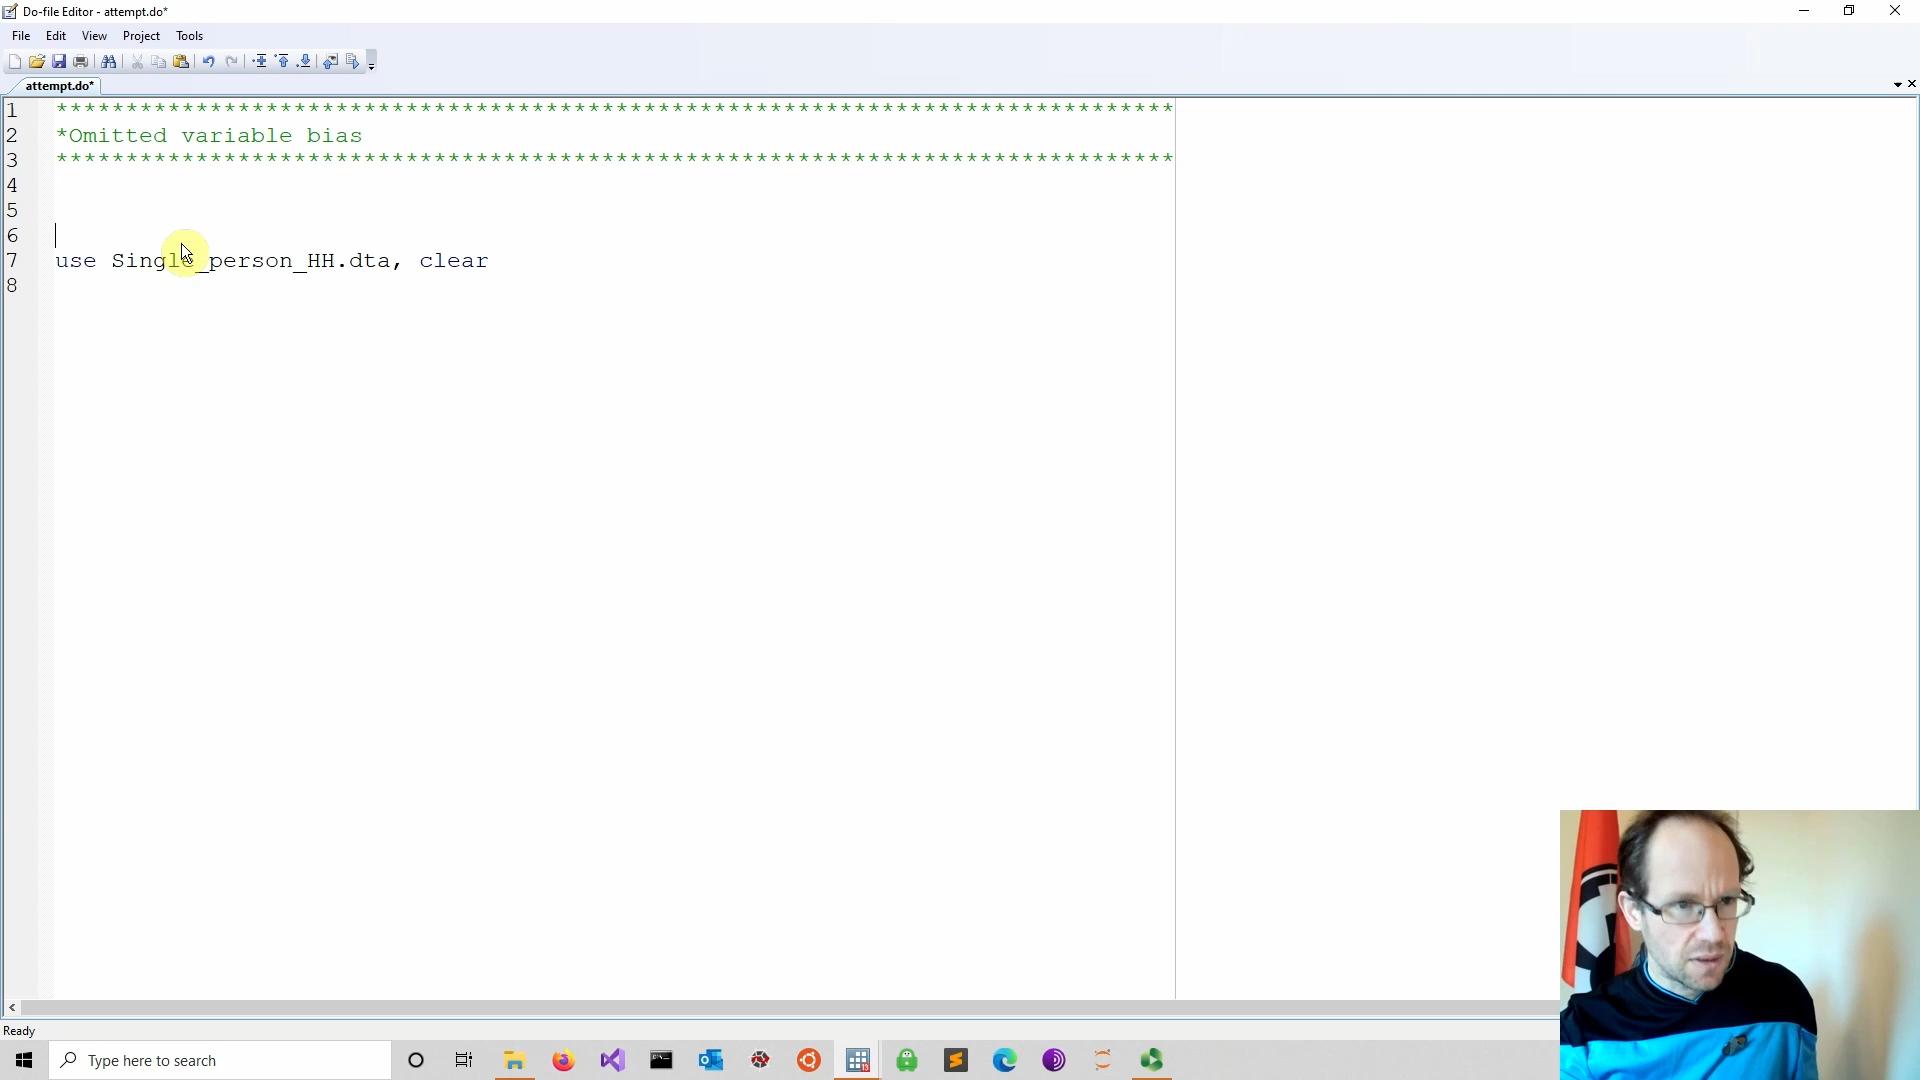 Do-file Editor - attempt.do*
File Edit View Project Tools
attempt.do*
1 ********************************************************************************
2 *Omitted variable bias
3 ********************************************************************************
4
5
6
7 use Single_person_HH.dta, clear
8
Ready
Type here to search
13